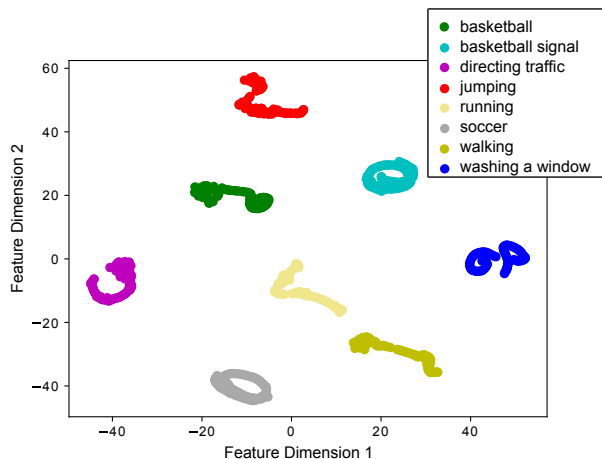 basketball
basketball signal
directing traffic
jumping
running
soccer
walking
washing a window
60
40
20
0
−20
−40
−40
−20
0
20
40
Feature Dimension 2
Feature Dimension 1